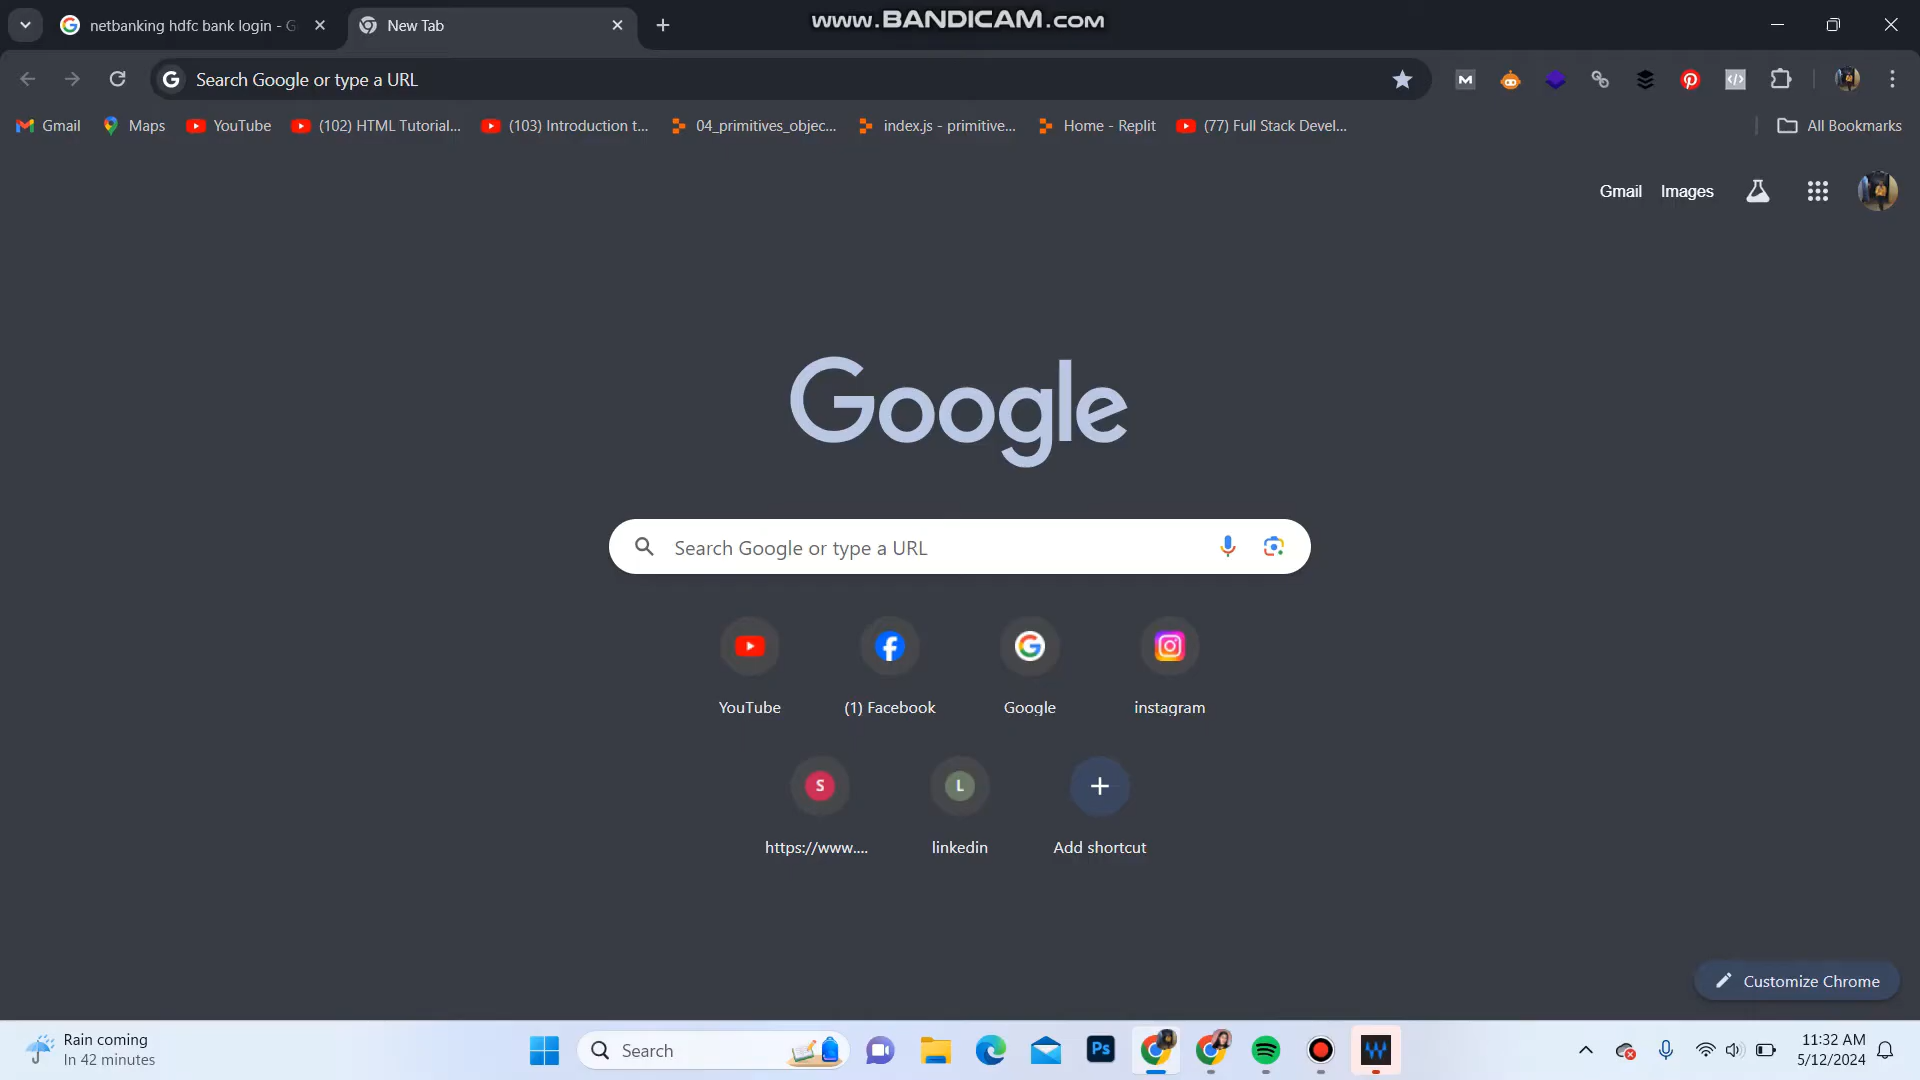 netbanking hdfc bank login - G
New Tab
www.BANDICAM.com
Search Google or type a URL
Gmail
Maps
YouTube
(102) HTML Tutorial...
(103) Introduction t...
04_primitives_objec...
index.js - primitive...
Home - Replit
(77) Full Stack Devel...
All Bookmarks
Gmail
Images
Google
Search Google or type a URL
YouTube
(1) Facebook
Google
instagram
S
L
https://www....
linkedin
Add shortcut
Customize Chrome
Rain coming
In 42 minutes
Search
Ps
11:32 AM
5/12/2024